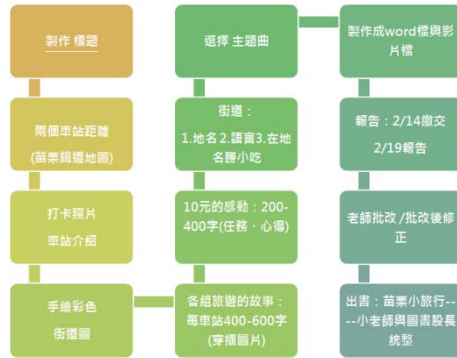 製作 標題
兩個車站距離
(苗栗鐵道地圖)
打卡照片
車站介紹
手繪彩色
街道圖
各組旅遊的故事：
每車站400-600字
(穿插圖片)
10元的感動：200-
400字(任務、心得)
街道：
1.地名2.語言3.在地
名勝小吃
選擇 主題曲
製作成word檔與影
片檔
報告：2/14繳交
2/19報告
老師批改 /批改後修
正
出書：苗栗小旅行--
--小老師與圖書股長
統整